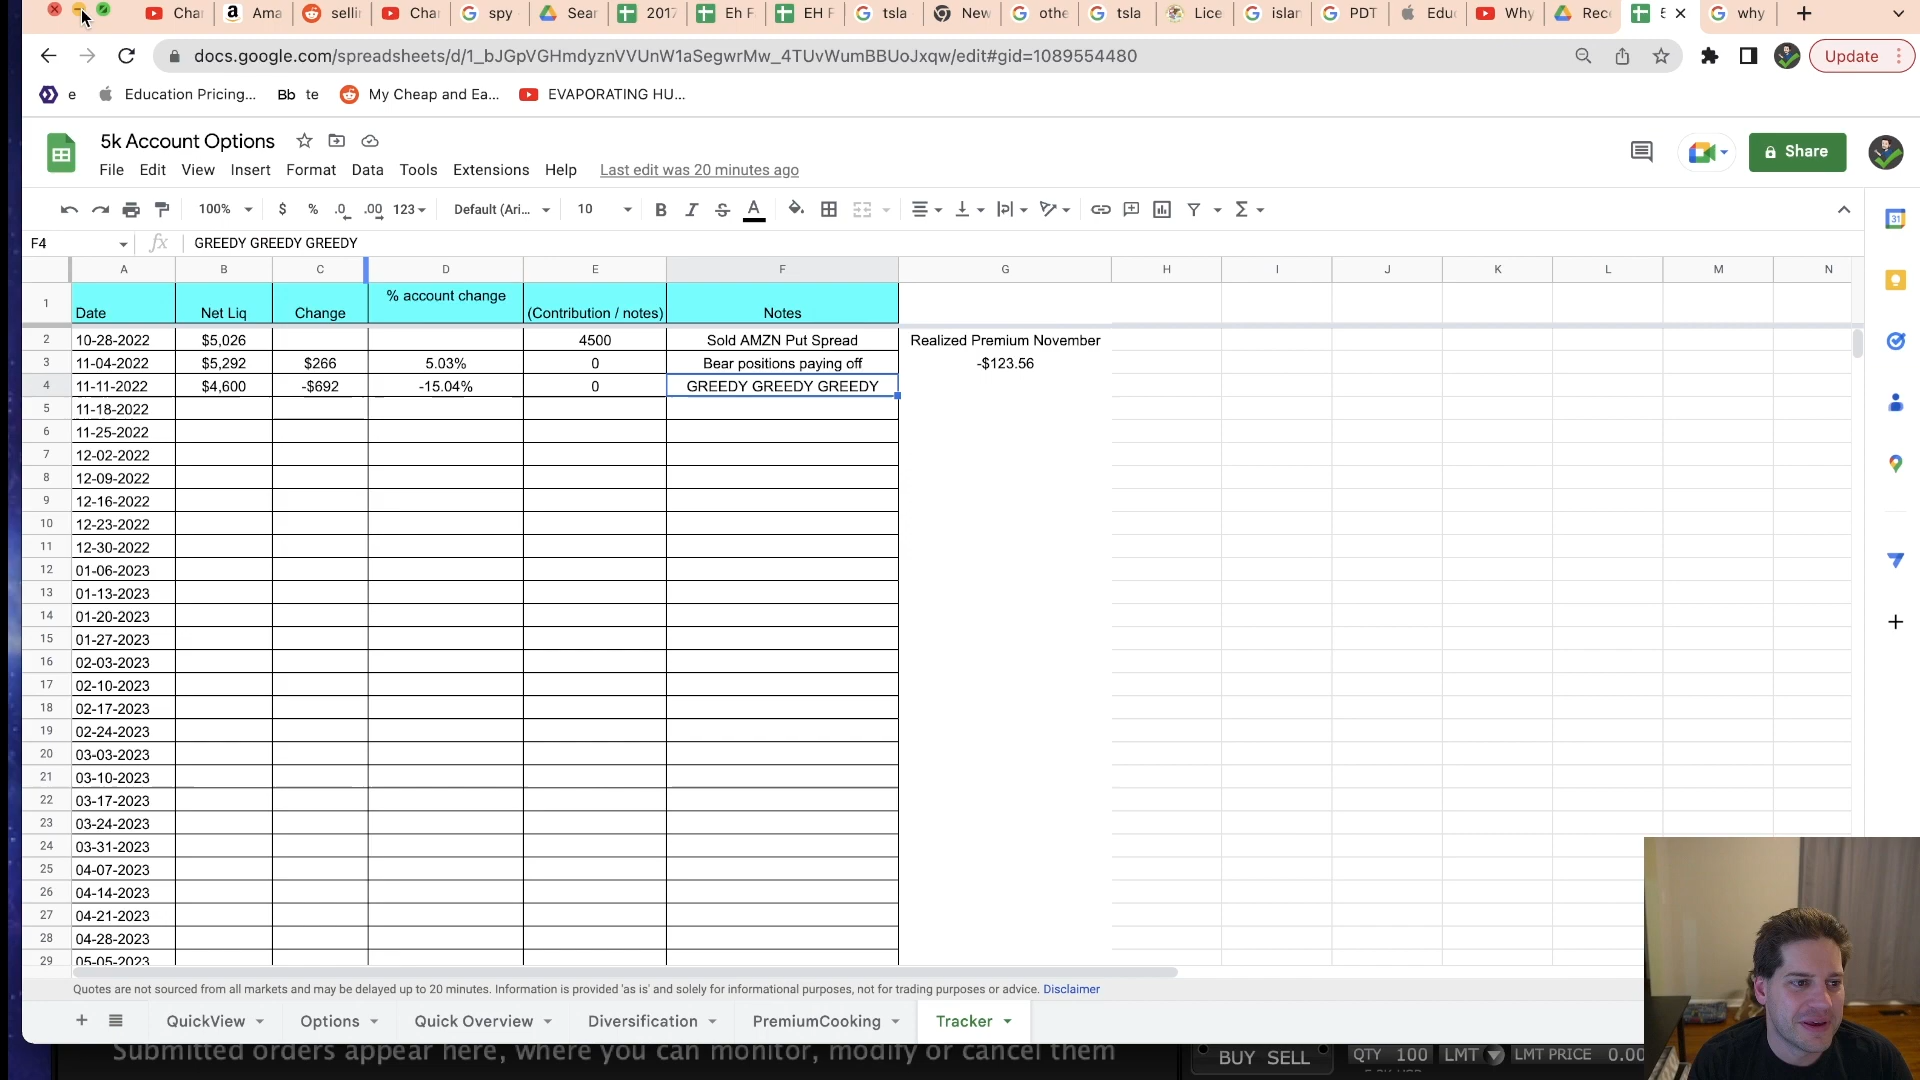 Cha
Ama
sellin
Cha
spy
Sear
2017
Eh F
EH F
tsla
New
othe
tsla
Lice
islan
PDT
Educ
Why
Rece
5
why
docs.google.com/spreadsheets/d/1_bJGpVGHmdyznVVUnW1aSegwrMw_4TUvWumBBUoJxqw/edit#gid=1089554480
Update
e
Education Pricing...
Bb te
My Cheap and Ea...
EVAPORATING HU...
5k Account Options
Share
File Edit View Insert Format Data Tools Extensions Help Last edit was 20 minutes ago
100% $ % .0 .00 123 Default (Ari... 10 B I S A
31
F4 fx GREEDY GREEDY GREEDY
A B C D E F G H I J K L M N
1 Date Net Liq Change % account change (Contribution / notes) Notes
2 10-28-2022 $5,026 4500 Sold AMZN Put Spread Realized Premium November
3 11-04-2022 $5,292 $266 5.03% 0 Bear positions paying off -$123.56
4 11-11-2022 $4,600 -$692 -15.04% 0 GREEDY GREEDY GREEDY
5 11-18-2022
6 11-25-2022
7 12-02-2022
8 12-09-2022
9 12-16-2022
10 12-23-2022
11 12-30-2022
12 01-06-2023
13 01-13-2023
14 01-20-2023
15 01-27-2023
16 02-03-2023
17 02-10-2023
18 02-17-2023
19 02-24-2023
20 03-03-2023
21 03-10-2023
22 03-17-2023
23 03-24-2023
24 03-31-2023
25 04-07-2023
26 04-14-2023
27 04-21-2023
28 04-28-2023
29 05-05-2023
Quotes are not sourced from all markets and may be delayed up to 20 minutes. Information is provided 'as is' and solely for informational purposes, not for trading purposes or advice. Disclaimer
QuickView Options Quick Overview Diversification PremiumCooking Tracker
Submitted orders appear here, where you can monitor, modify or cancel them
BUY SELL QTY 100 LMT LMT PRICE 0.00